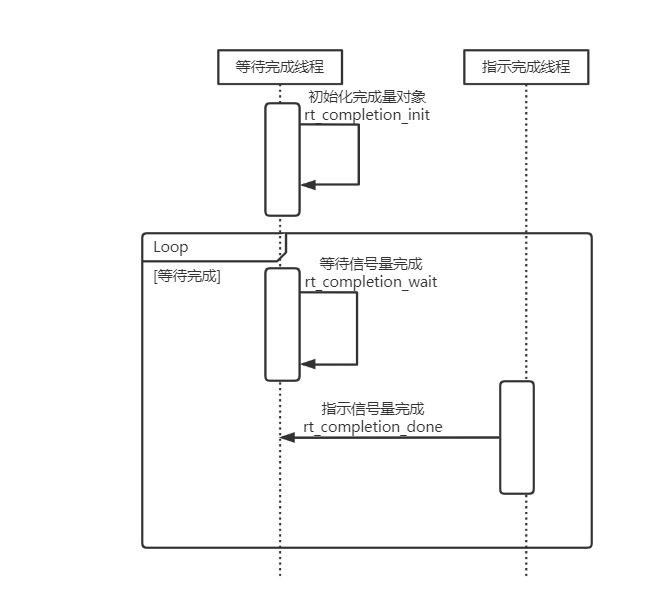 等待完成线程
指示完成线程
初始化完成量对象
rt_completion_init
Loop
[等待完成]
等待信号量完成
rt_completion_wait
指示信号量完成
rt_completion_done